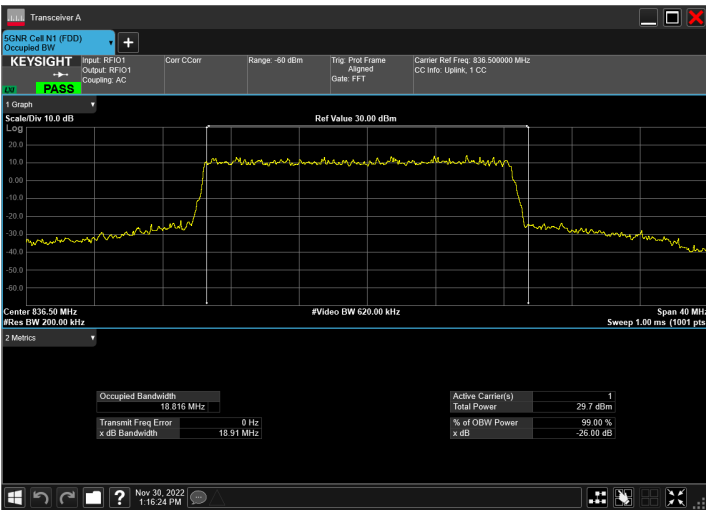 Transceiver A
5GNR Cell N1 (FDD)
Occupied BW
KEYSIGHT
Input: RFIO1
Output: RFIO1
Coupling: AC
Corr CCorr
Range: -60 dBm
Trig: Prot Frame
Aligned
Gate: FFT
Carrier Ref Freq: 836.500000 MHz
CC Info: Uplink, 1 CC
LXI
PASS
1 Graph
Scale/Div 10.0 dB
Ref Value 30.00 dBm
Log
20.0
10.0
0.00
-10.0
-20.0
-30.0
-40.0
-50.0
-60.0
Center 836.50 MHz
#Video BW 620.00 kHz
Span 40 MHz
#Res BW 200.00 kHz
Sweep 1.00 ms (1001 pts
2 Metrics
Occupied Bandwidth
18.816 MHz
Transmit Freq Error 0 Hz
x dB Bandwidth 18.91 MHz
Active Carrier(s) 1
Total Power 29.7 dBm
% of OBW Power 99.00 %
x dB -26.00 dB
Nov 30, 2022
1:16:24 PM